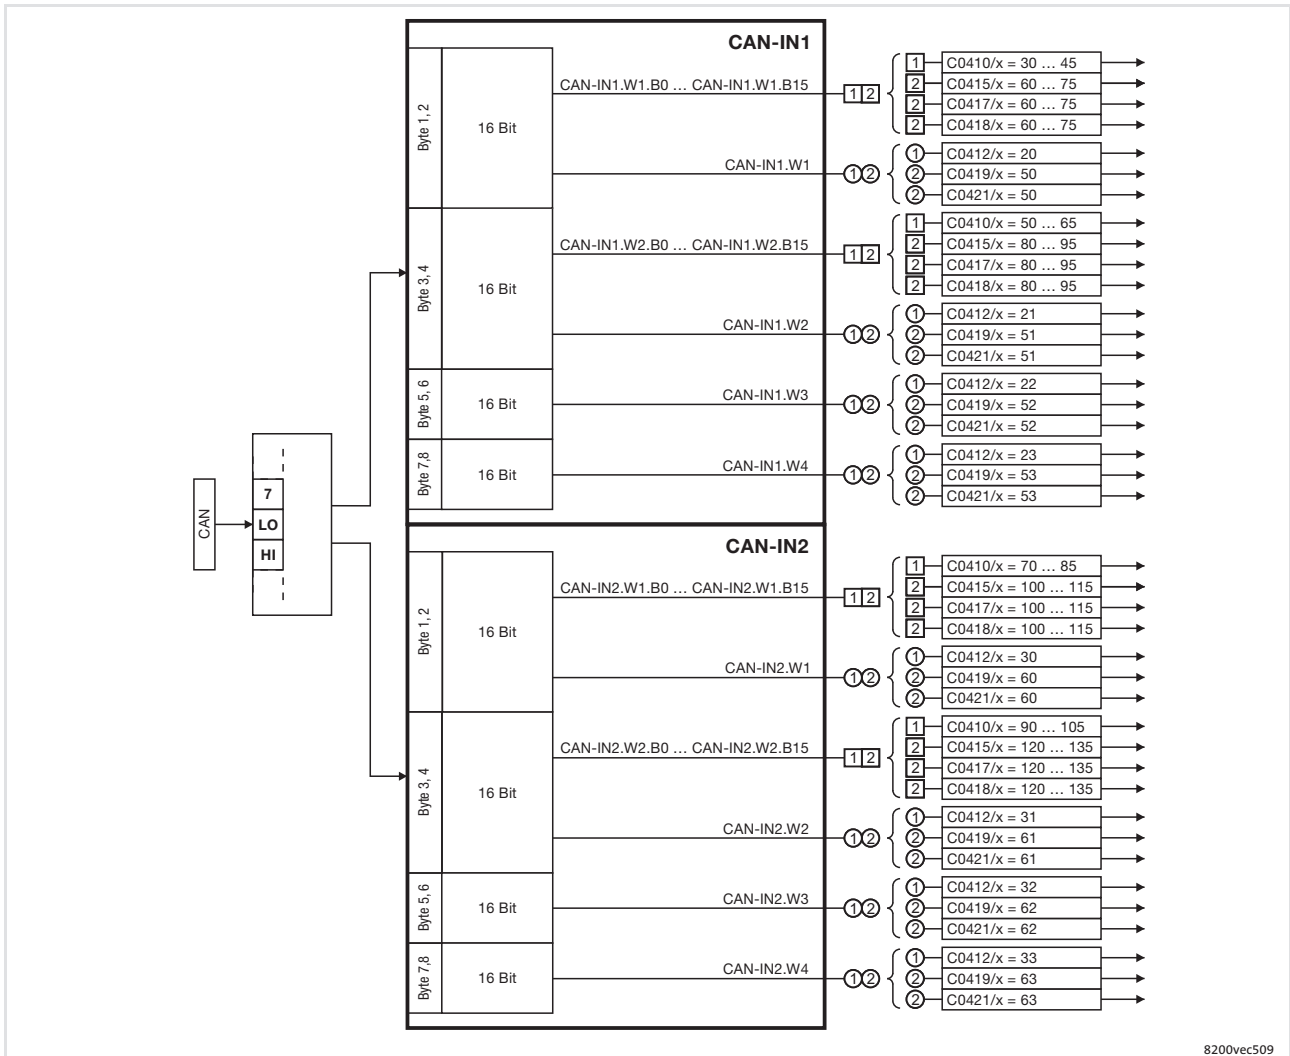 CAN
7
LO
HI
CAN-IN1
Byte 1, 2
16 Bit
CAN-IN1.W1.B0 ... CAN-IN1.W1.B15
1 2
1 C0410/x = 30 ... 45
2 C0415/x = 60 ... 75
2 C0417/x = 60 ... 75
2 C0418/x = 60 ... 75
CAN-IN1.W1
1 2
1 C0412/x = 20
2 C0419/x = 50
2 C0421/x = 50
Byte 3, 4
16 Bit
CAN-IN1.W2.B0 ... CAN-IN1.W2.B15
1 2
1 C0410/x = 50 ... 65
2 C0415/x = 80 ... 95
2 C0417/x = 80 ... 95
2 C0418/x = 80 ... 95
CAN-IN1.W2
1 2
1 C0412/x = 21
2 C0419/x = 51
2 C0421/x = 51
Byte 5, 6
16 Bit
CAN-IN1.W3
1 2
1 C0412/x = 22
2 C0419/x = 52
2 C0421/x = 52
Byte 7,8
16 Bit
CAN-IN1.W4
1 2
1 C0412/x = 23
2 C0419/x = 53
2 C0421/x = 53
CAN-IN2
Byte 1, 2
16 Bit
CAN-IN2.W1.B0 ... CAN-IN2.W1.B15
1 2
1 C0410/x = 70 ... 85
2 C0415/x = 100 ... 115
2 C0417/x = 100 ... 115
2 C0418/x = 100 ... 115
CAN-IN2.W1
1 2
1 C0412/x = 30
2 C0419/x = 60
2 C0421/x = 60
Byte 3, 4
16 Bit
CAN-IN2.W2.B0 ... CAN-IN2.W2.B15
1 2
1 C0410/x = 90 ... 105
2 C0415/x = 120 ... 135
2 C0417/x = 120 ... 135
2 C0418/x = 120 ... 135
CAN-IN2.W2
1 2
1 C0412/x = 31
2 C0419/x = 61
2 C0421/x = 61
Byte 5, 6
16 Bit
CAN-IN2.W3
1 2
1 C0412/x = 32
2 C0419/x = 62
2 C0421/x = 62
Byte 7,8
16 Bit
CAN-IN2.W4
1 2
1 C0412/x = 33
2 C0419/x = 63
2 C0421/x = 63
8200vec509